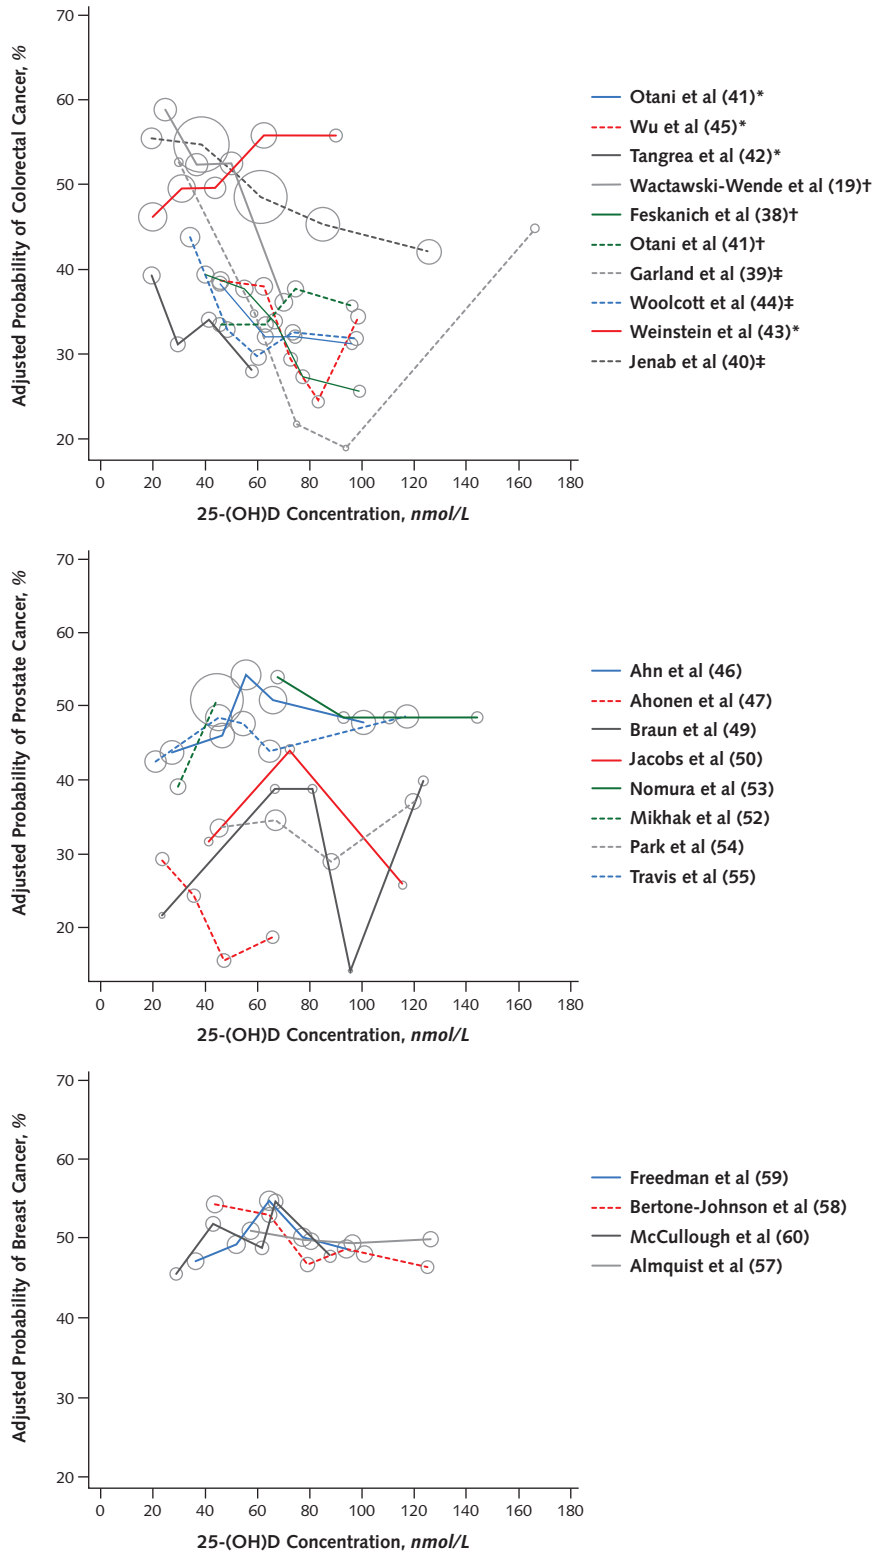 Adjusted Probability of Colorectal Cancer, %
70
60
50
40
30
20
0 20 40 60 80 100 120 140 160 180
25-(OH)D Concentration, nmol/L
Otani et al (41)*
Wu et al (45)*
Tangrea et al (42)*
Wactawski-Wende et al (19)†
Feskanich et al (38)†
Otani et al (41)†
Garland et al (39)‡
Woolcott et al (44)‡
Weinstein et al (43)*
Jenab et al (40)‡
Adjusted Probability of Prostate Cancer, %
70
60
50
40
30
20
0 20 40 60 80 100 120 140 160 180
25-(OH)D Concentration, nmol/L
Ahn et al (46)
Ahonen et al (47)
Braun et al (49)
Jacobs et al (50)
Nomura et al (53)
Mikhak et al (52)
Park et al (54)
Travis et al (55)
Adjusted Probability of Breast Cancer, %
70
60
50
40
30
20
0 20 40 60 80 100 120 140 160 180
25-(OH)D Concentration, nmol/L
Freedman et al (59)
Bertone-Johnson et al (58)
McCullough et al (60)
Almquist et al (57)